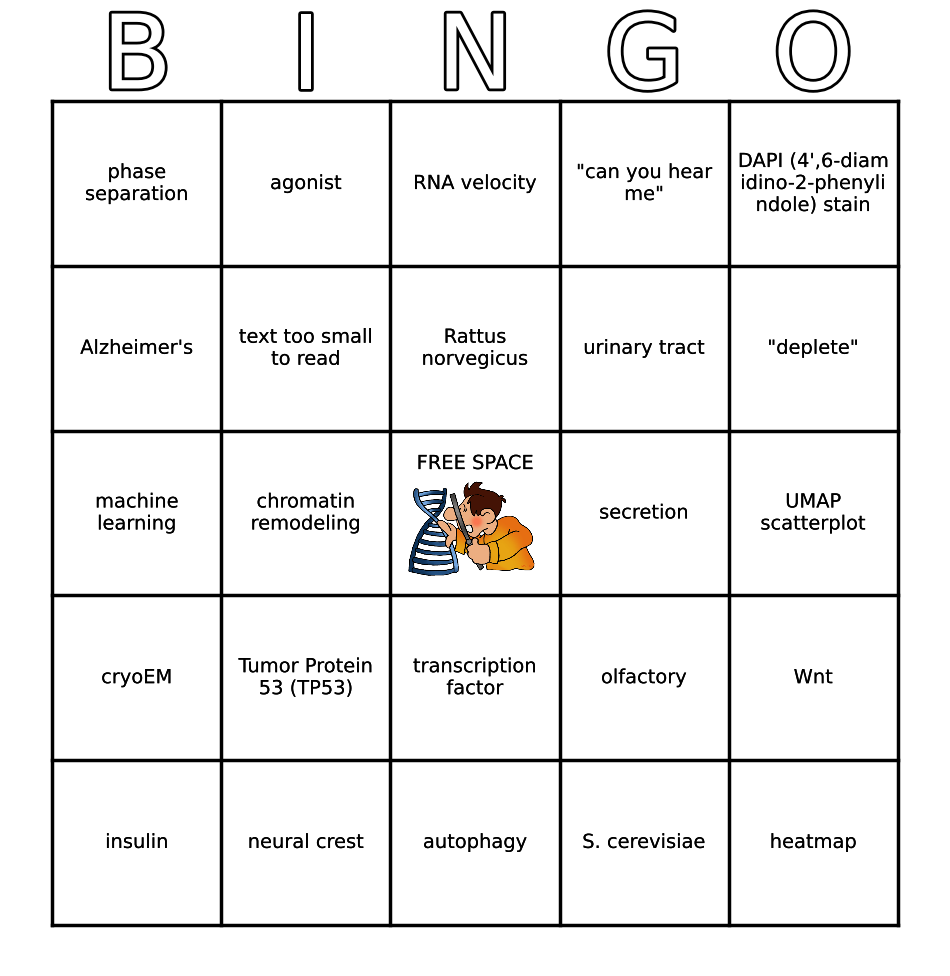 B I N G O
phase
separation
agonist
RNA velocity
"can you hear
me"
DAPI (4',6-diam
idino-2-phenyli
ndole) stain
Alzheimer's
text too small
to read
Rattus
norvegicus
urinary tract
"deplete"
machine
learning
chromatin
remodeling
FREE SPACE
secretion
UMAP
scatterplot
cryoEM
Tumor Protein
53 (TP53)
transcription
factor
olfactory
Wnt
insulin
neural crest
autophagy
S. cerevisiae
heatmap